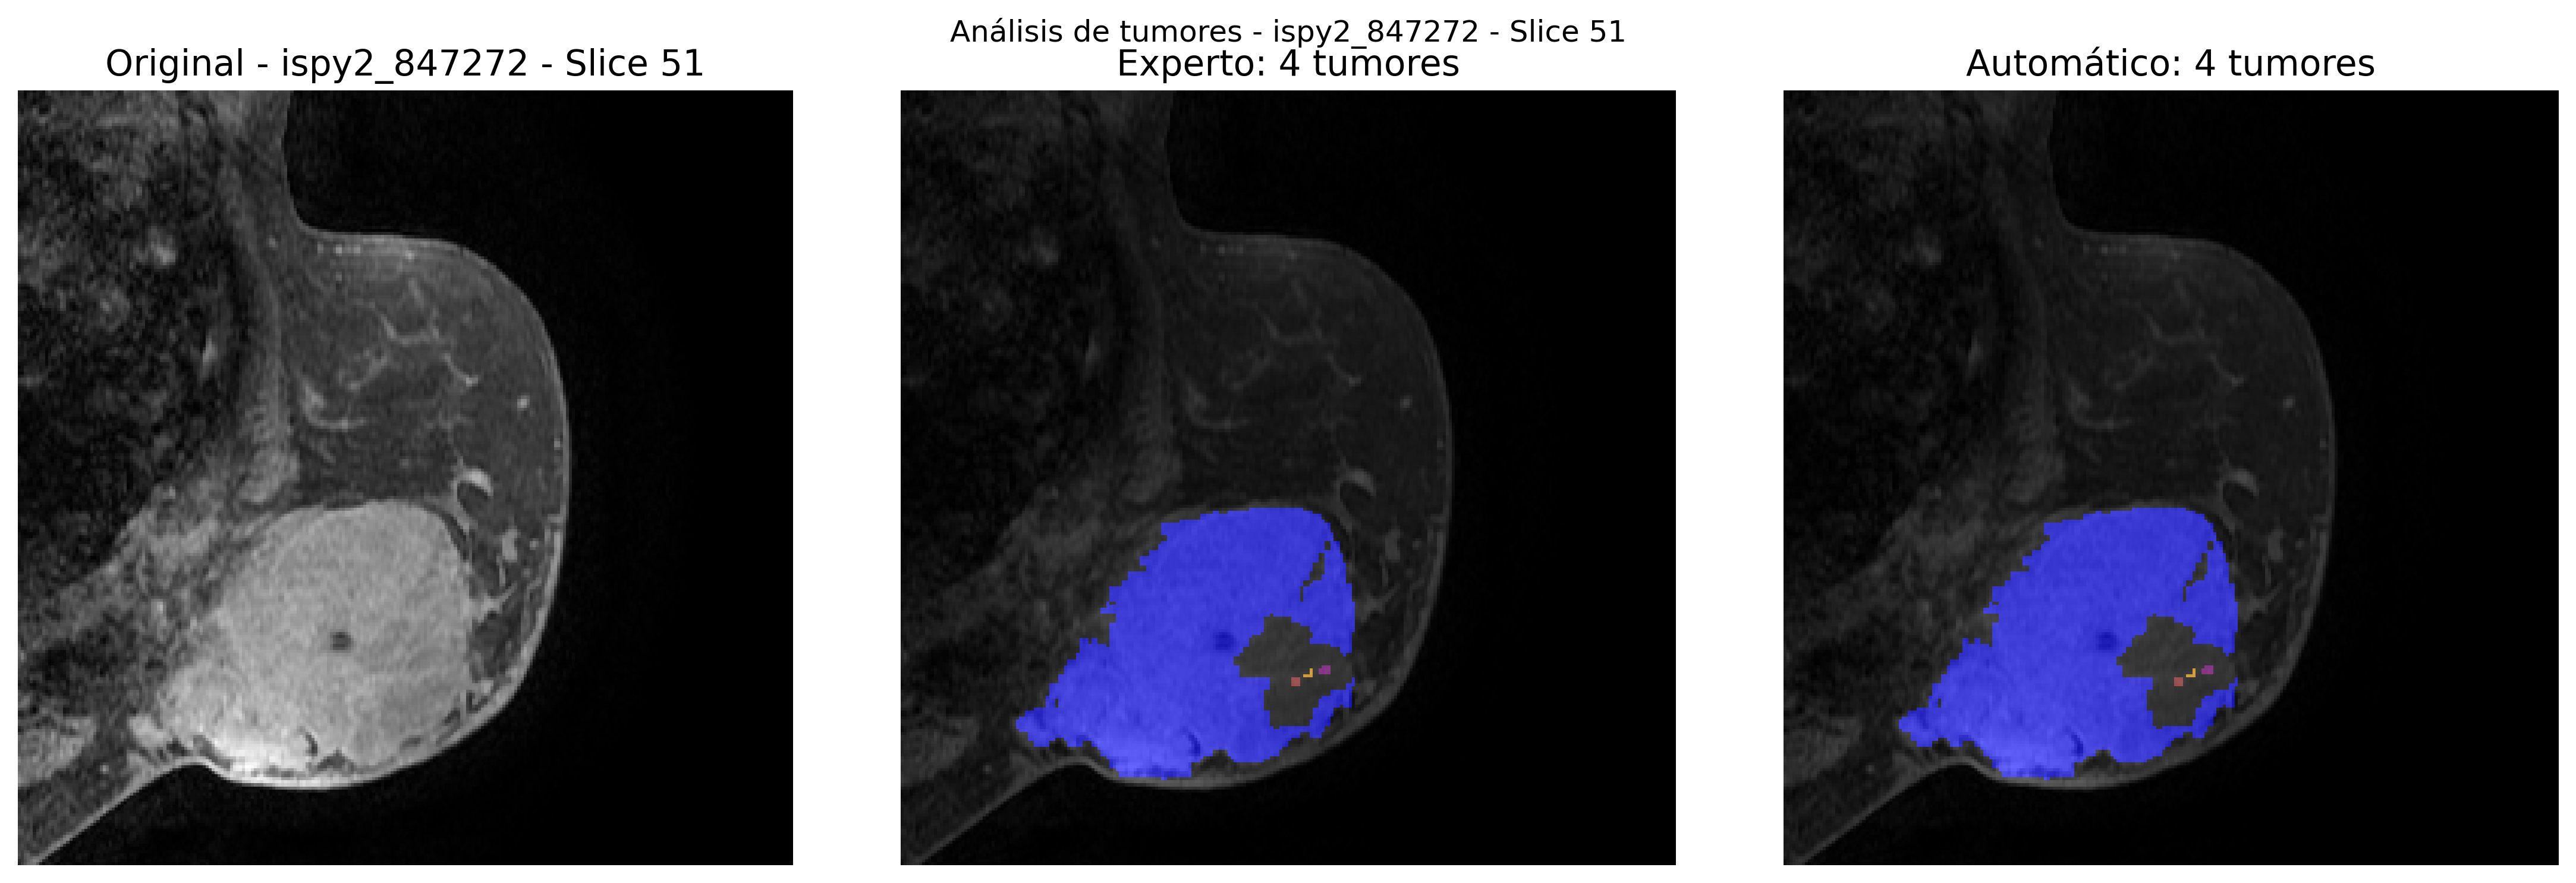 Análisis de tumores - ispy2_847272 - Slice 51
Original - ispy2_847272 - Slice 51
Experto: 4 tumores
Automático: 4 tumores